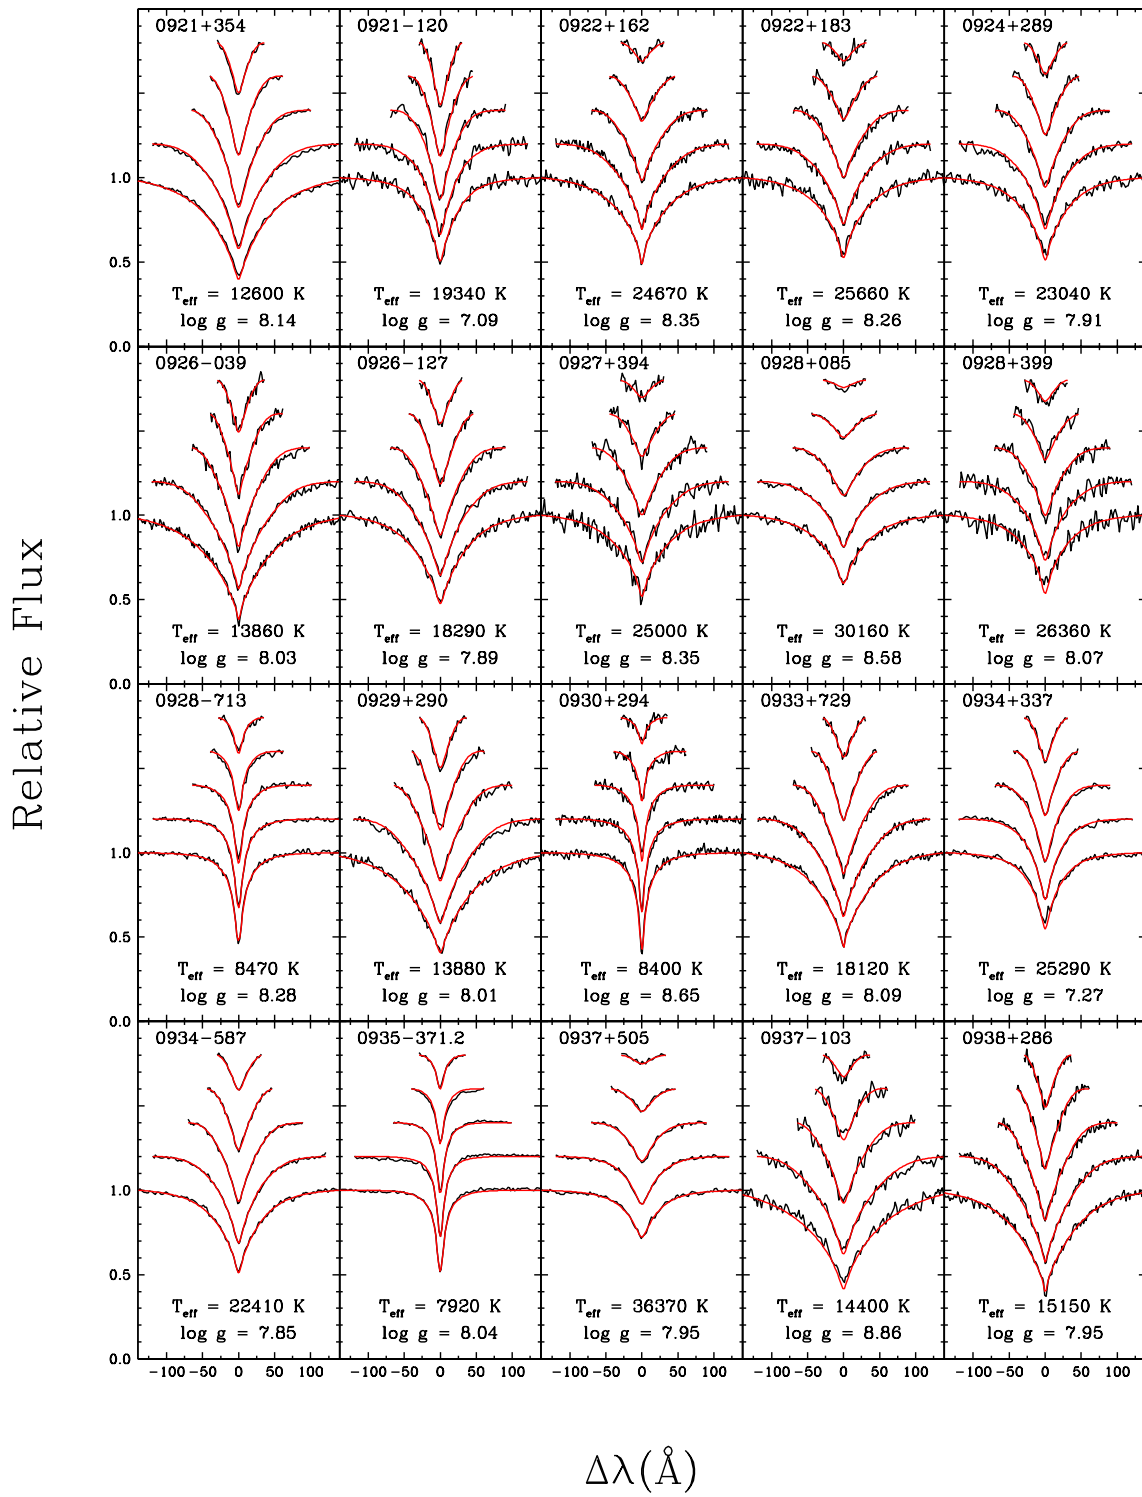 0921+354
T_eff = 12600 K
log g = 8.14
0921−120
T_eff = 19340 K
log g = 7.09
0922+162
T_eff = 24670 K
log g = 8.35
0922+183
T_eff = 25660 K
log g = 8.26
0924+289
T_eff = 23040 K
log g = 7.91
1.0
0.5
0.0
0926−039
T_eff = 13860 K
log g = 8.03
0926−127
T_eff = 18290 K
log g = 7.89
0927+394
T_eff = 25000 K
log g = 8.35
0928+085
T_eff = 30160 K
log g = 8.58
0928+399
T_eff = 26360 K
log g = 8.07
1.0
0.5
0.0
0928−713
T_eff = 8470 K
log g = 8.28
0929+290
T_eff = 13880 K
log g = 8.01
0930+294
T_eff = 8400 K
log g = 8.65
0933+729
T_eff = 18120 K
log g = 8.09
0934+337
T_eff = 25290 K
log g = 7.27
1.0
0.5
0.0
0934−587
T_eff = 22410 K
log g = 7.85
0935−371.2
T_eff = 7920 K
log g = 8.04
0937+505
T_eff = 36370 K
log g = 7.95
0937−103
T_eff = 14400 K
log g = 8.86
0938+286
T_eff = 15150 K
log g = 7.95
1.0
0.5
0.0
−100 −50 0 50 100
−100 −50 0 50 100
−100 −50 0 50 100
−100 −50 0 50 100
−100 −50 0 50 100
Relative Flux
Δλ(Å)